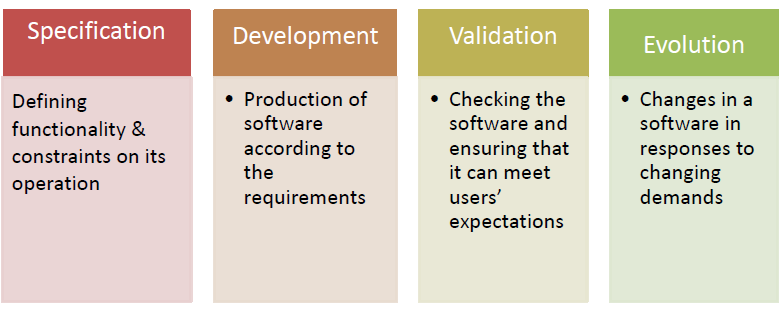 Specification
Defining
functionality &
constraints on its
operation
Development
• Production of
software
according to
the
requirements
Validation
• Checking the
software and
ensuring that
it can meet
users’
expectations
Evolution
• Changes in a
software in
responses to
changing
demands